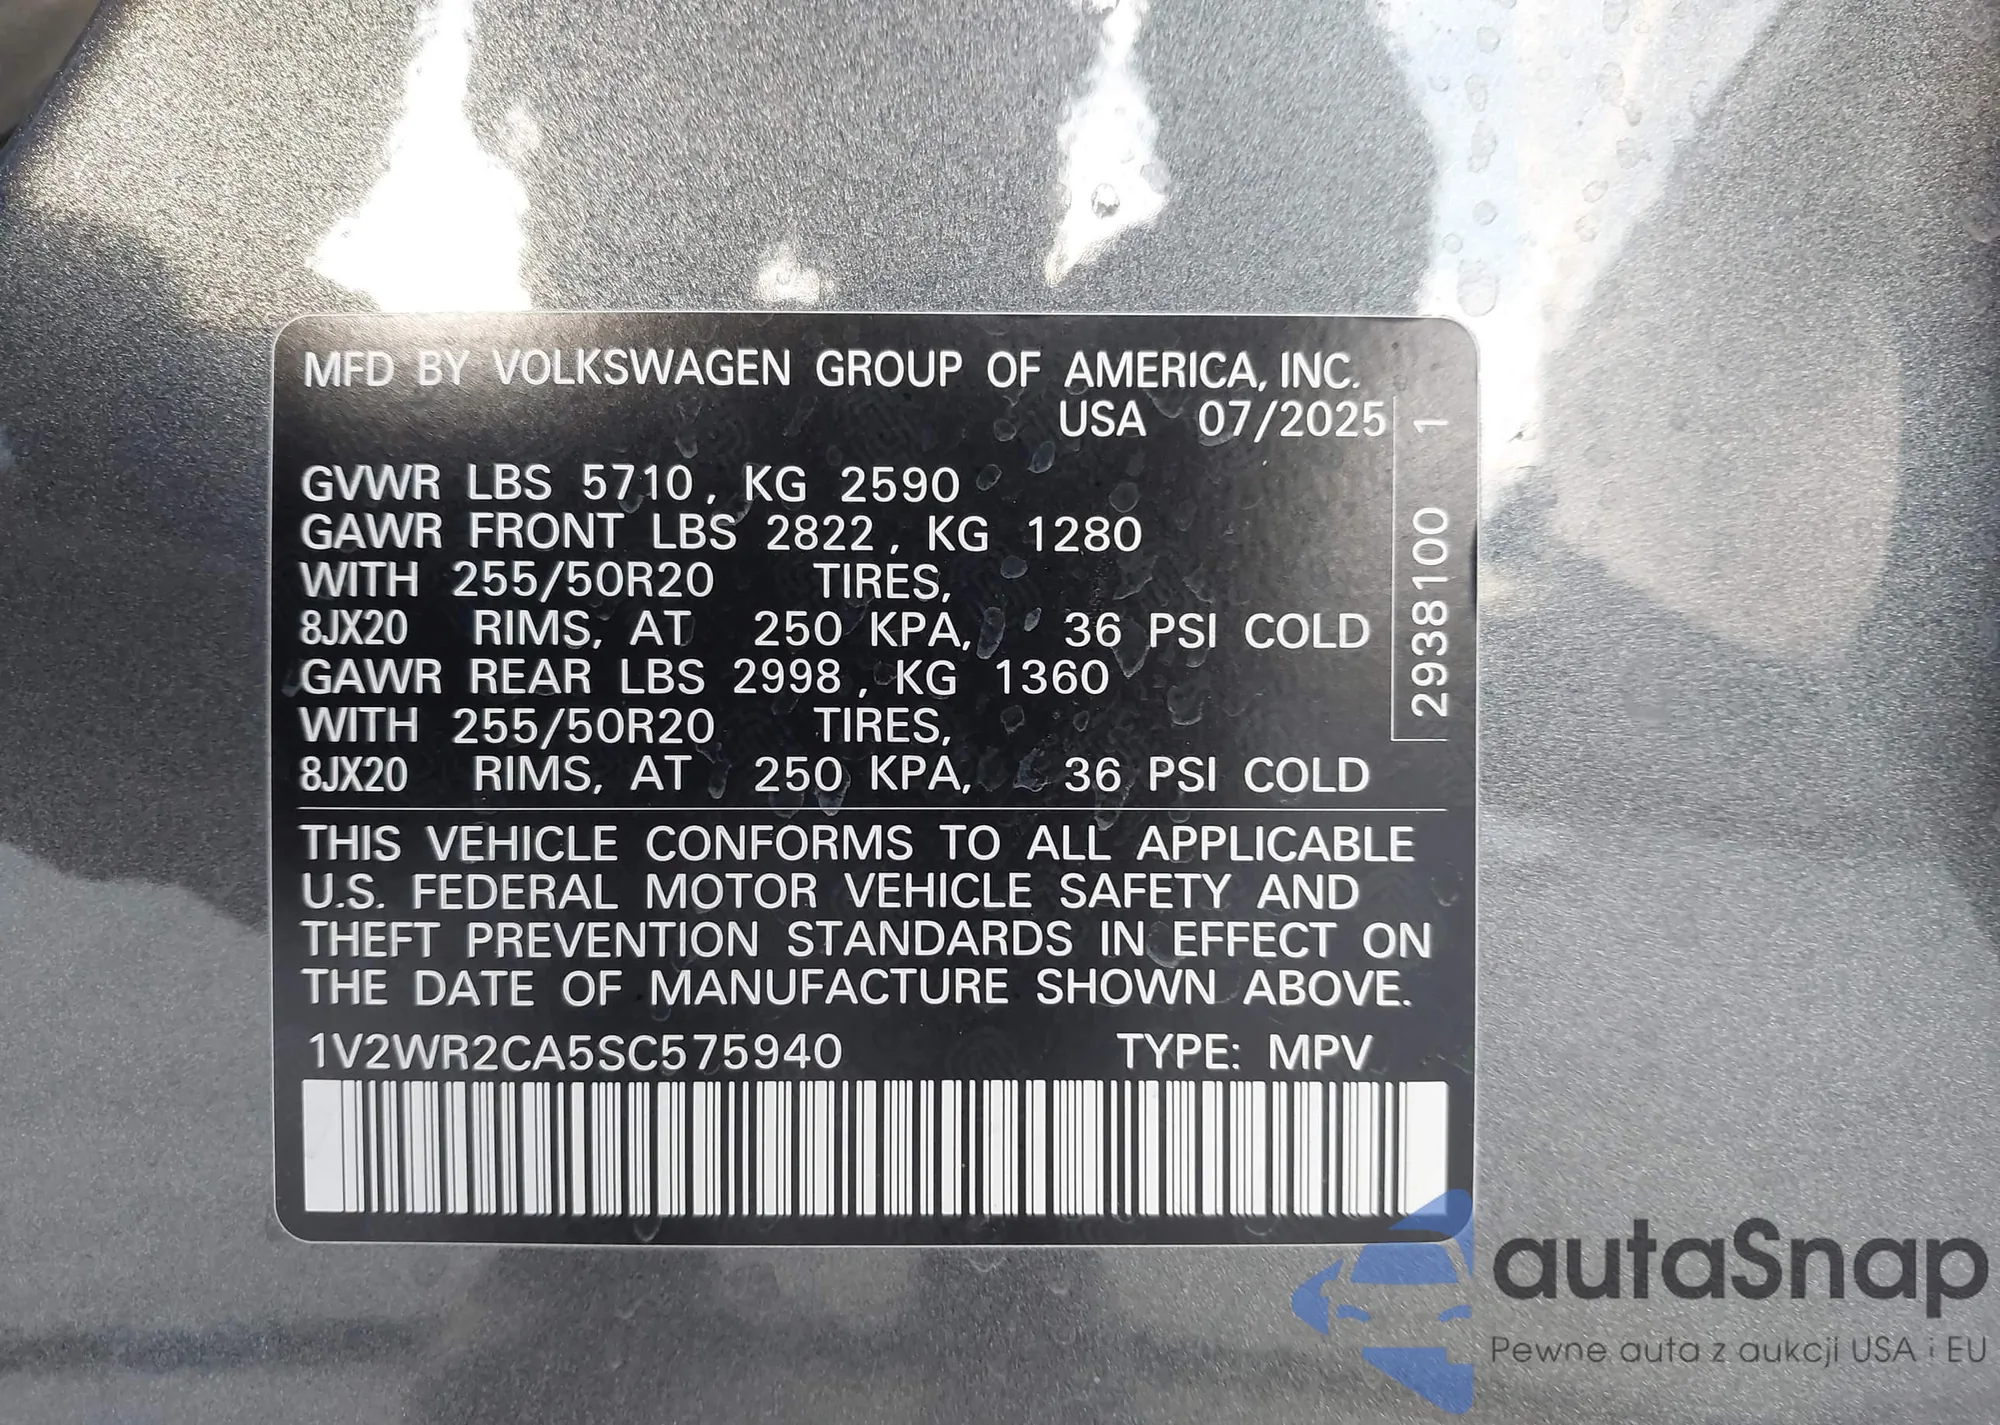 MFD BY VOLKSWAGEN GROUP OF AMERICA, INC.
USA 07/2025
GVWR LBS 5710, KG 2590
GAWR FRONT LBS 2822, KG 1280
WITH 255/50R20 TIRES,
8JX20 RIMS, AT 250 KPA, 36 PSI COLD
GAWR REAR LBS 2998, KG 1360
WITH 255/50R20 TIRES,
8JX20 RIMS, AT 250 KPA, 36 PSI COLD
2938100 1
THIS VEHICLE CONFORMS TO ALL APPLICABLE
U.S. FEDERAL MOTOR VEHICLE SAFETY AND
THEFT PREVENTION STANDARDS IN EFFECT ON
THE DATE OF MANUFACTURE SHOWN ABOVE.
1V2WR2CA5SC575940 TYPE: MPV
autaSnap
Pewne auta z aukcji USA i EU